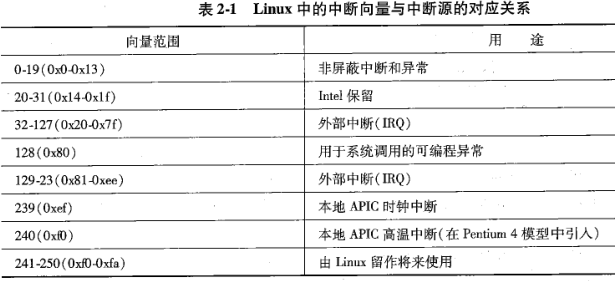 表 2-1 Linux 中的中断向量与中断源的对应关系
向量范围 用 途
0-19(0x0-0x13) 非屏蔽中断和异常
20-31(0x14-0x1f) Intel 保留
32-127(0x20-0x7f) 外部中断(IRQ)
128(0x80) 用于系统调用的可编程异常
129-23(0x81-0xee) 外部中断(IRQ)
239(0xef) 本地 APIC 时钟中断
240(0xf0) 本地 APIC 高温中断(在 Pentium 4 模型中引人)
241-250(0xf0-0xfa) 由 Linux 留作将来使用